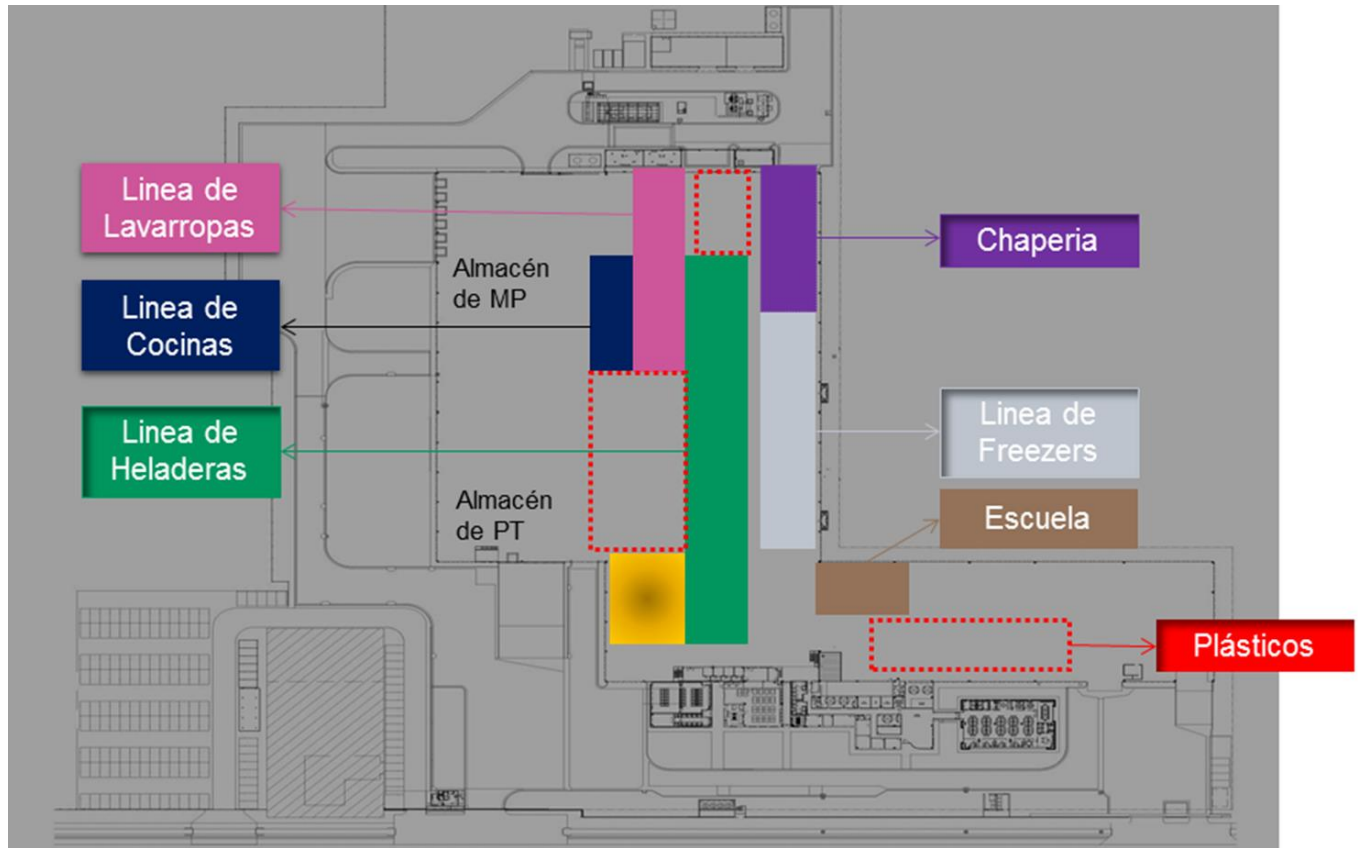 Linea de
Lavarropas
Linea de
Cocinas
Linea de
Heladeras
Almacén
de MP
Almacén
de PT
Chaperia
Linea de
Freezers
Escuela
Plásticos